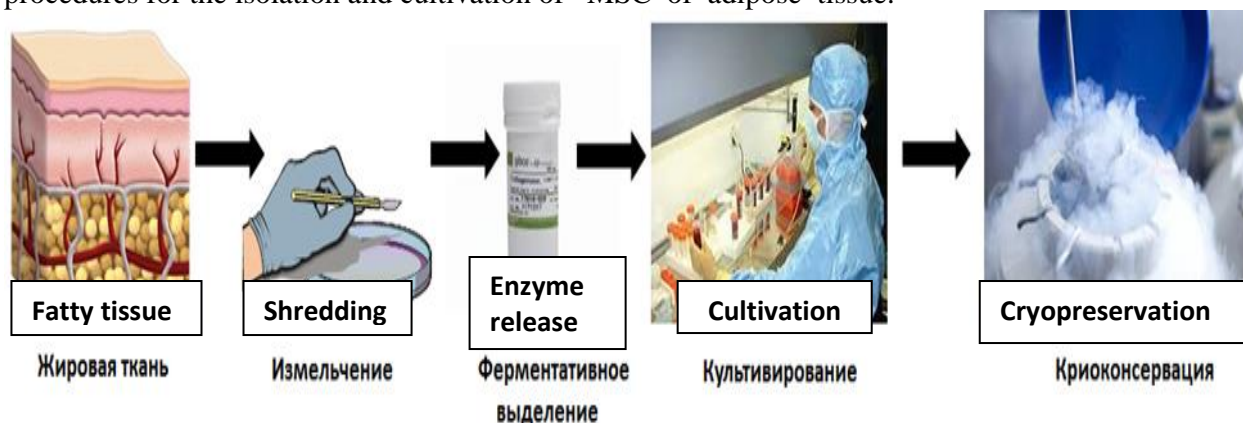 procedures for the isolation and cultivation of MSC of adipose tissue.
Fatty tissue
Shredding
Enzyme
release
Cultivation
Cryopreservation
Жировая ткань
Измельчение
Ферментативное
выделение
Культивирование
Криоконсервация